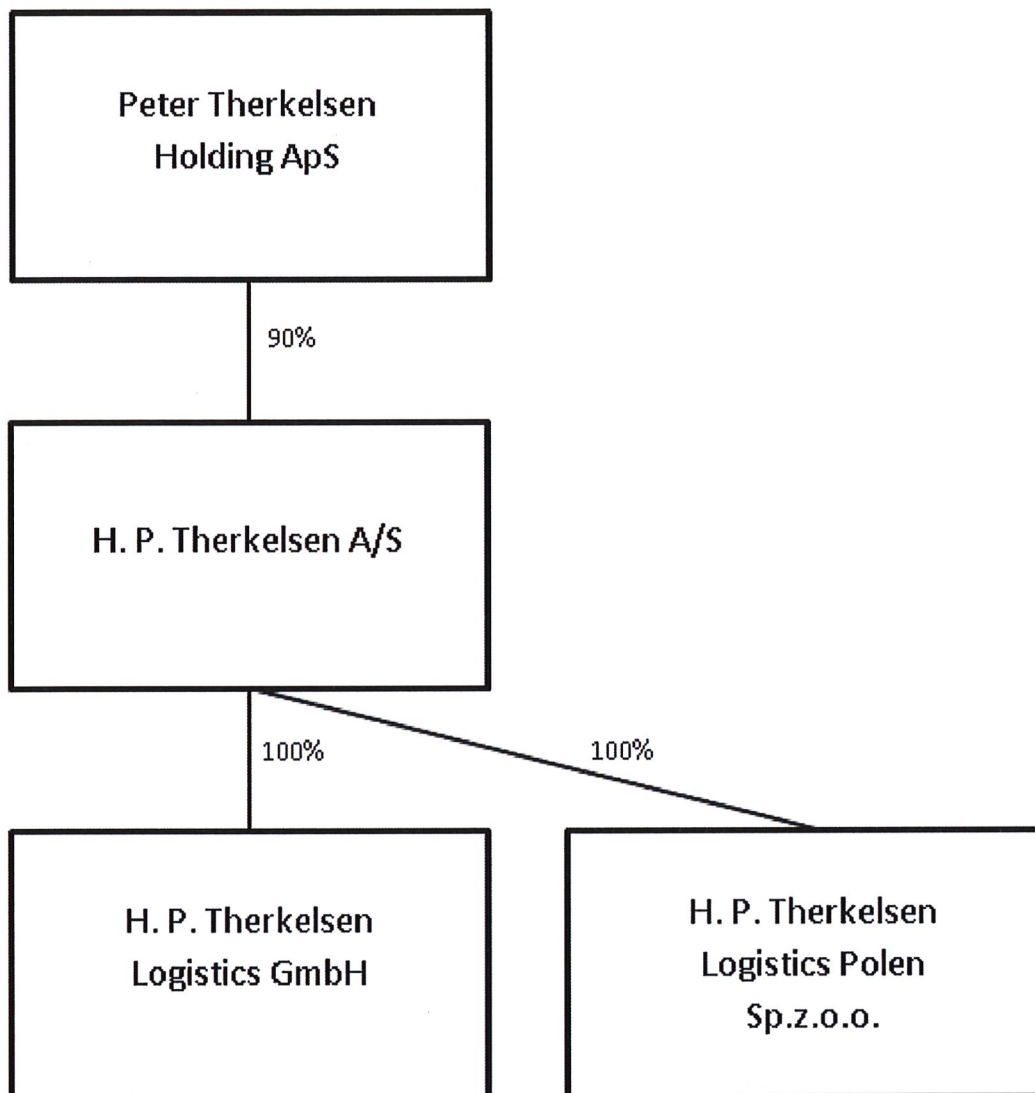 Peter Therkelsen
Holding ApS
90%
H. P. Therkelsen A/S
100%
100%
H. P. Therkelsen
Logistics GmbH
H. P. Therkelsen
Logistics Polen
Sp.z.o.o.